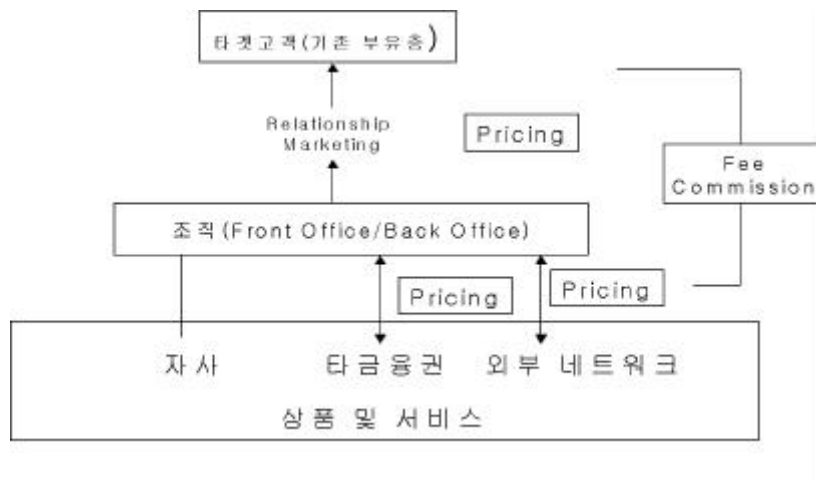 타겟고객(기존 부유층)
Relationship
Marketing
Pricing
Fee
Commission
조직(Front Office/Back Office)
Pricing
Pricing
자사
타금융권
외부 네트워크
상품 및 서비스